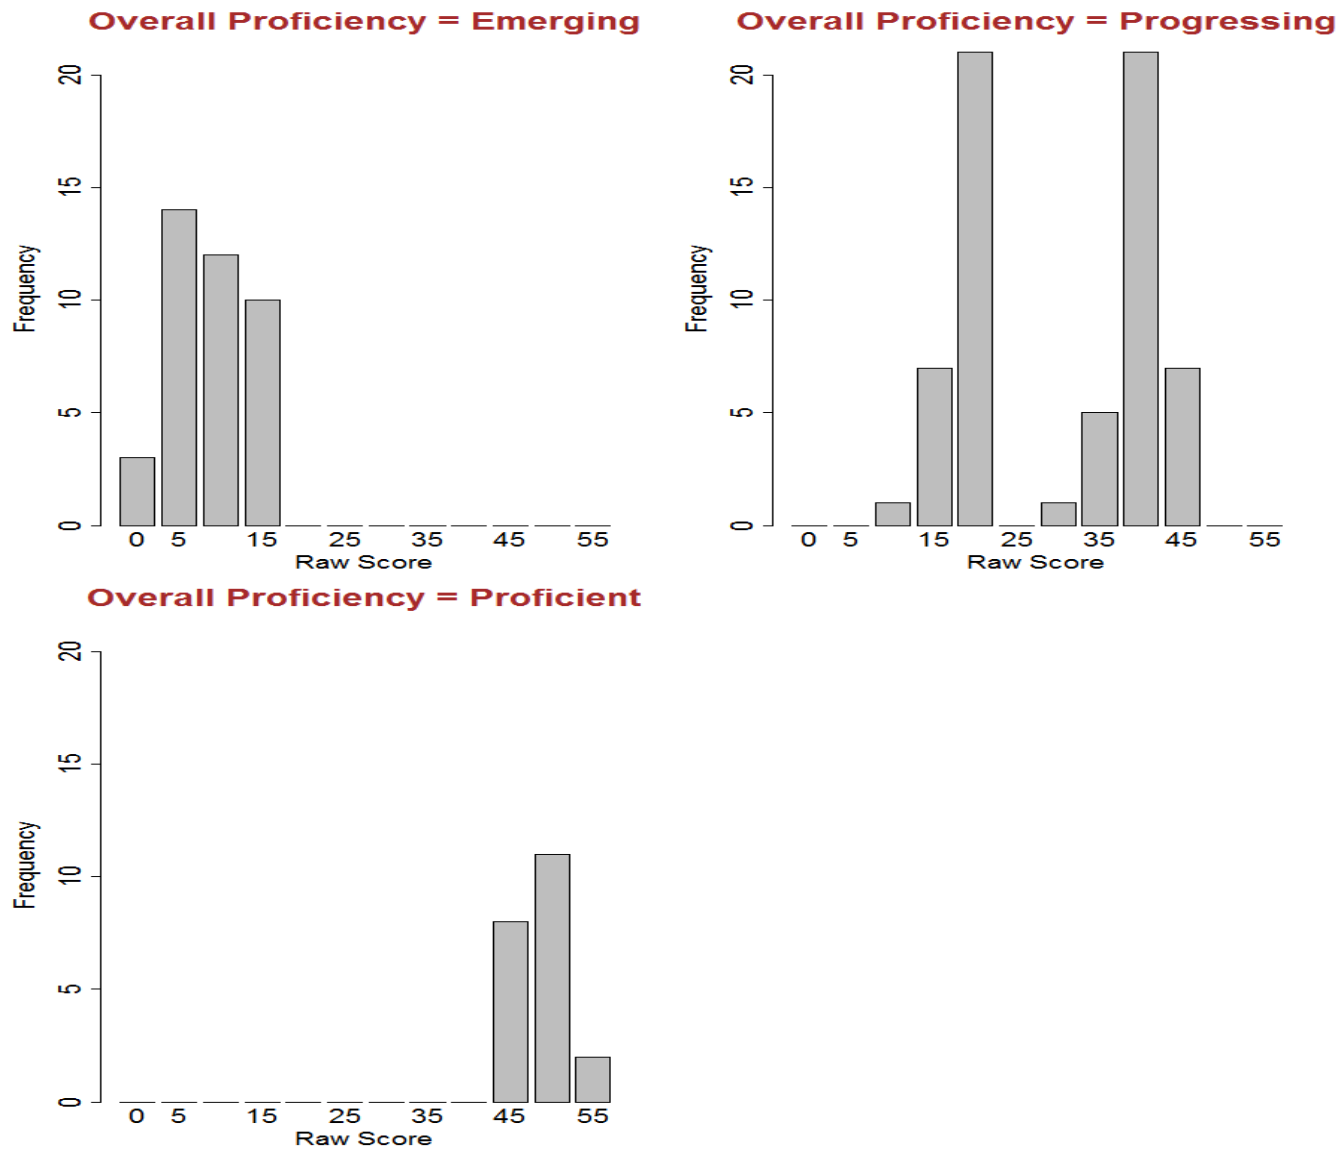 Overall Proficiency = Emerging
20
15
10
5
0
Frequency
0 5 15 25 35 45 55
Raw Score
Overall Proficiency = Progressing
20
15
10
5
0
Frequency
0 5 15 25 35 45 55
Raw Score
Overall Proficiency = Proficient
20
15
10
5
0
Frequency
0 5 15 25 35 45 55
Raw Score